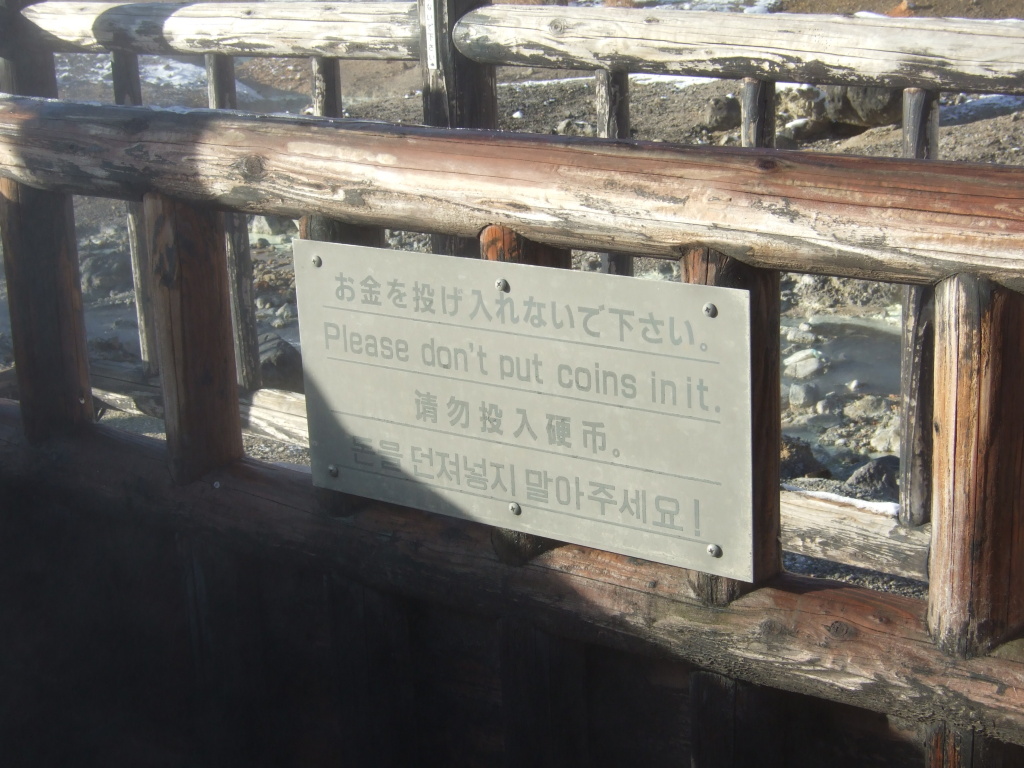 お金を投げ入れないで下さい。
Please don't put coins in it.
请勿投入硬币。
돈을 던져넣지 말아주세요!